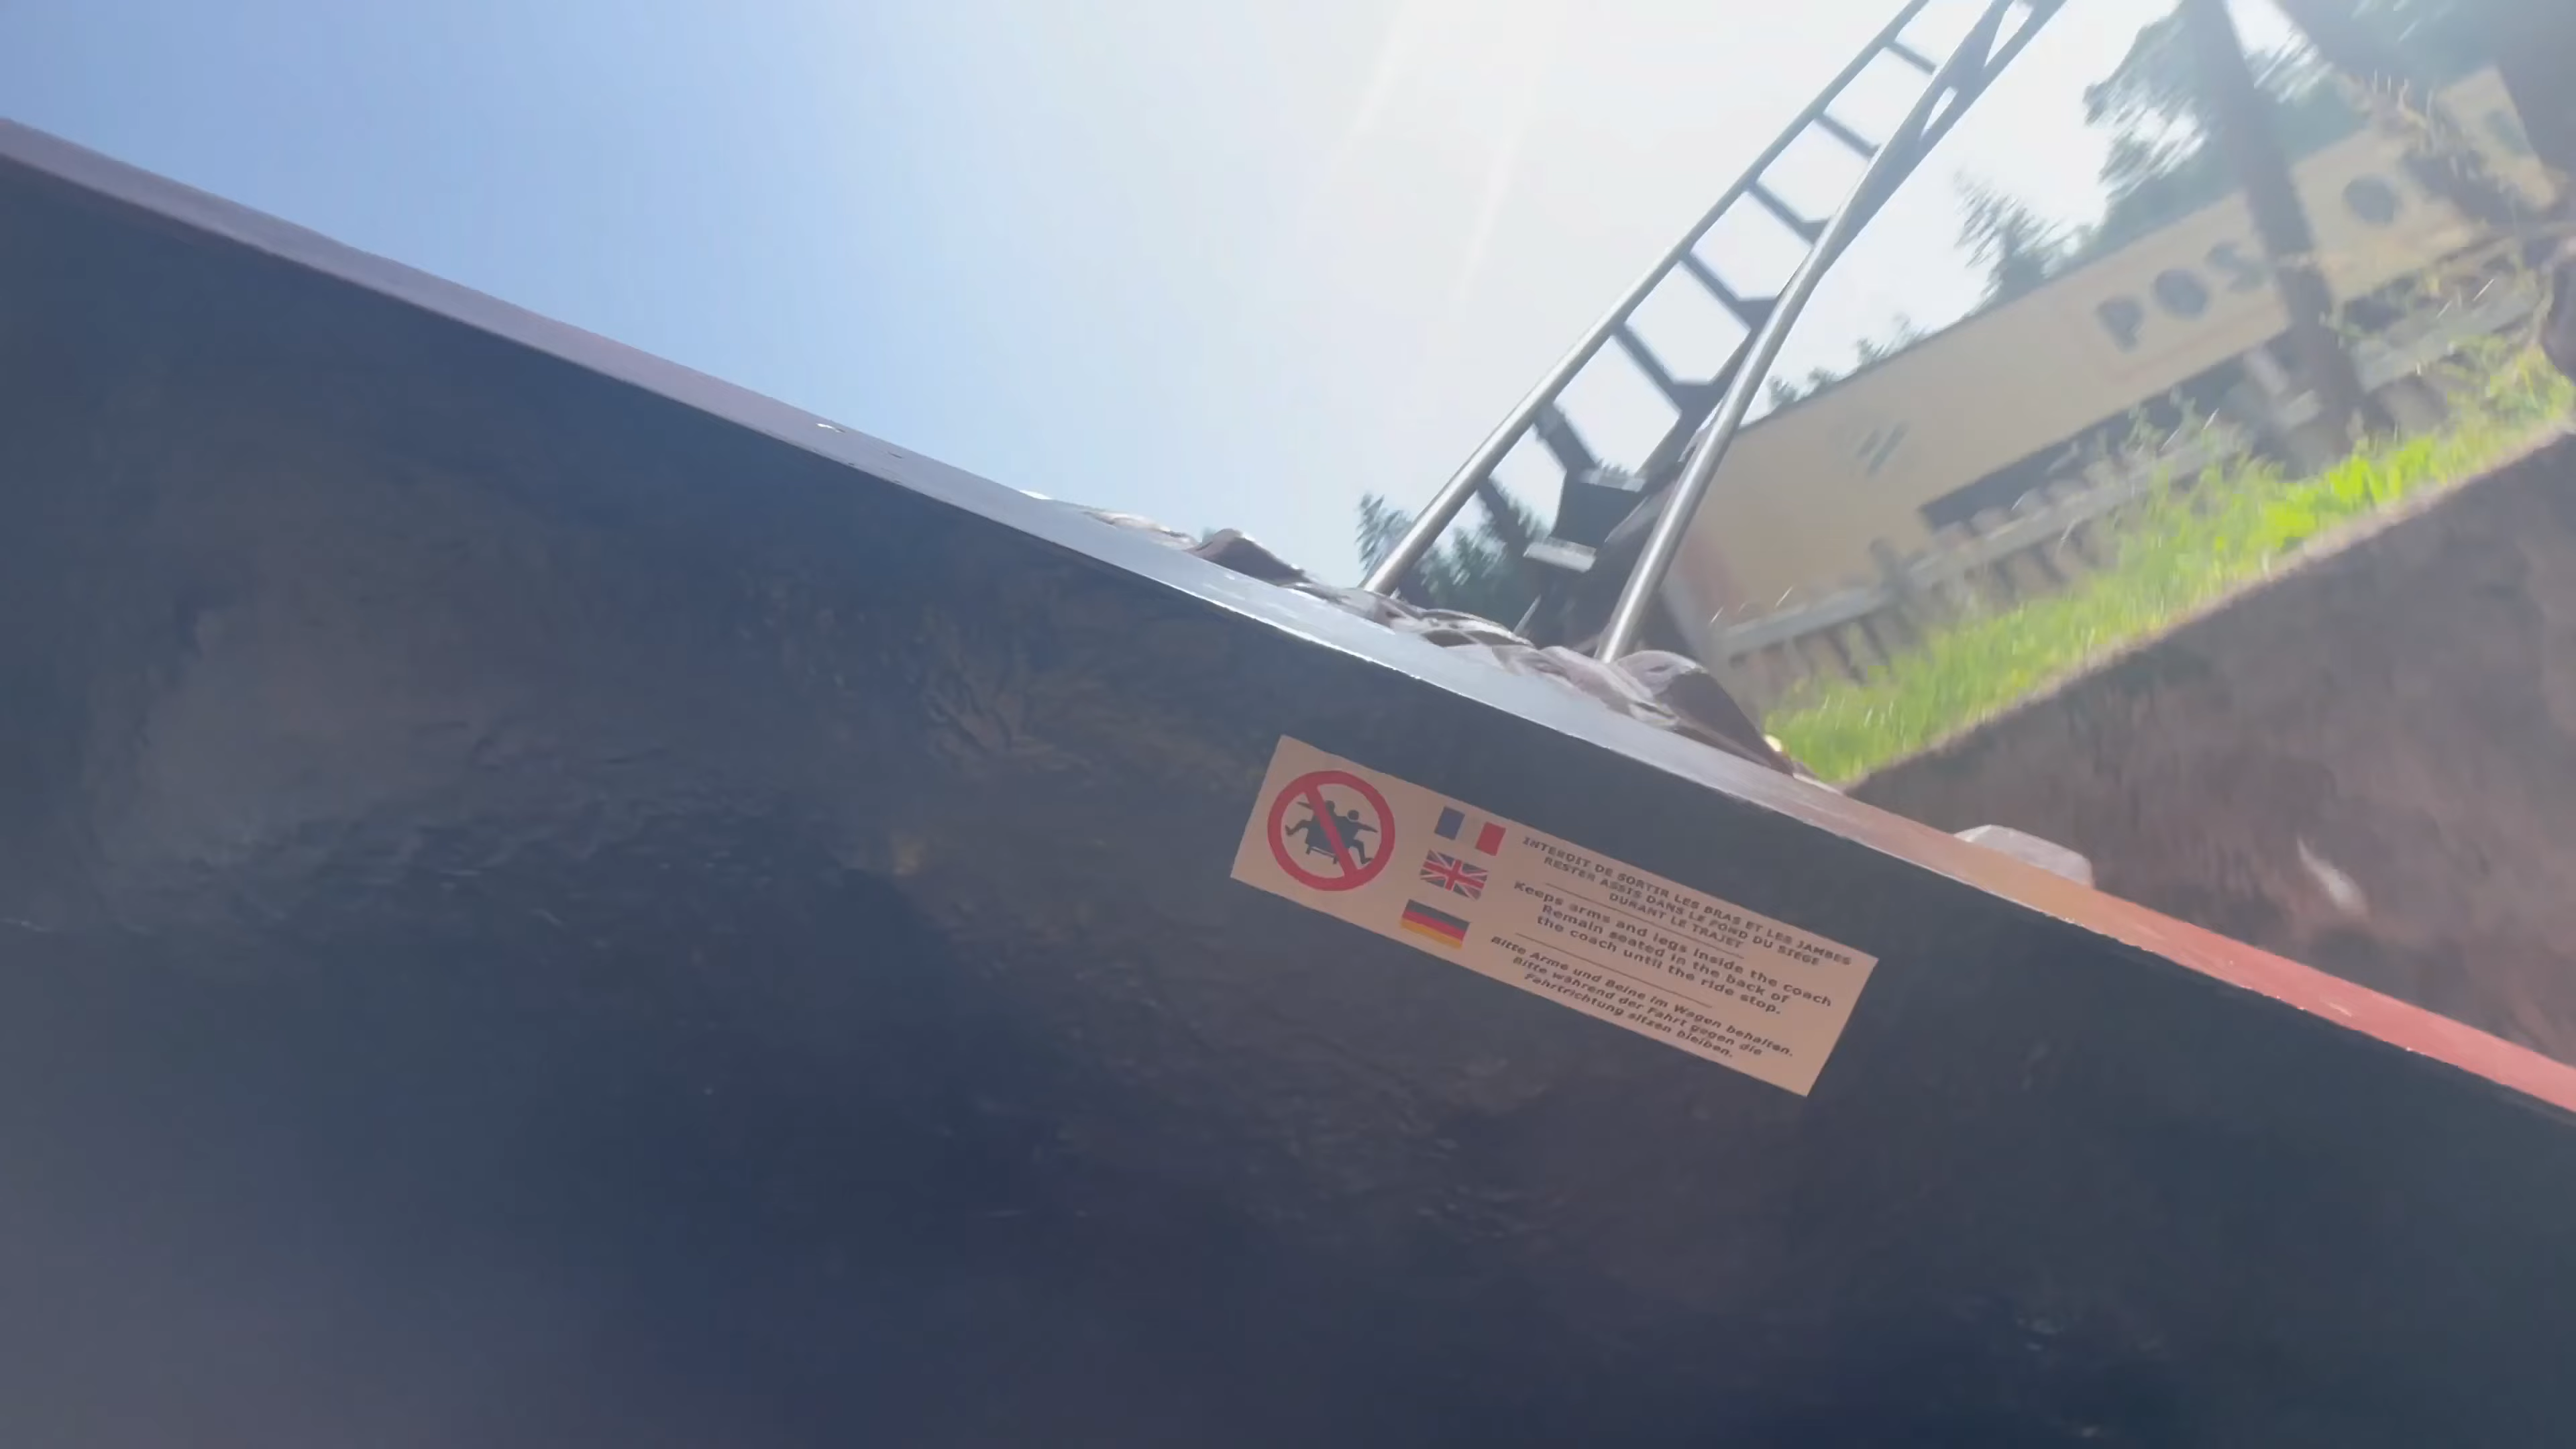 POS
INTERDIT DE SORTIR LES BRAS ET LES JAMBES
RESTER ASSIS DANS LE FOND DU SIEGE
DURANT LE TRAJET
Keeps arms and legs inside the coach
Remain seated in the back of
the coach until the ride stop.
Bitte Arme und Beine im Wagen behalten.
Bitte während der Fahrt gegen die
Fahrtrichtung sitzen bleiben.